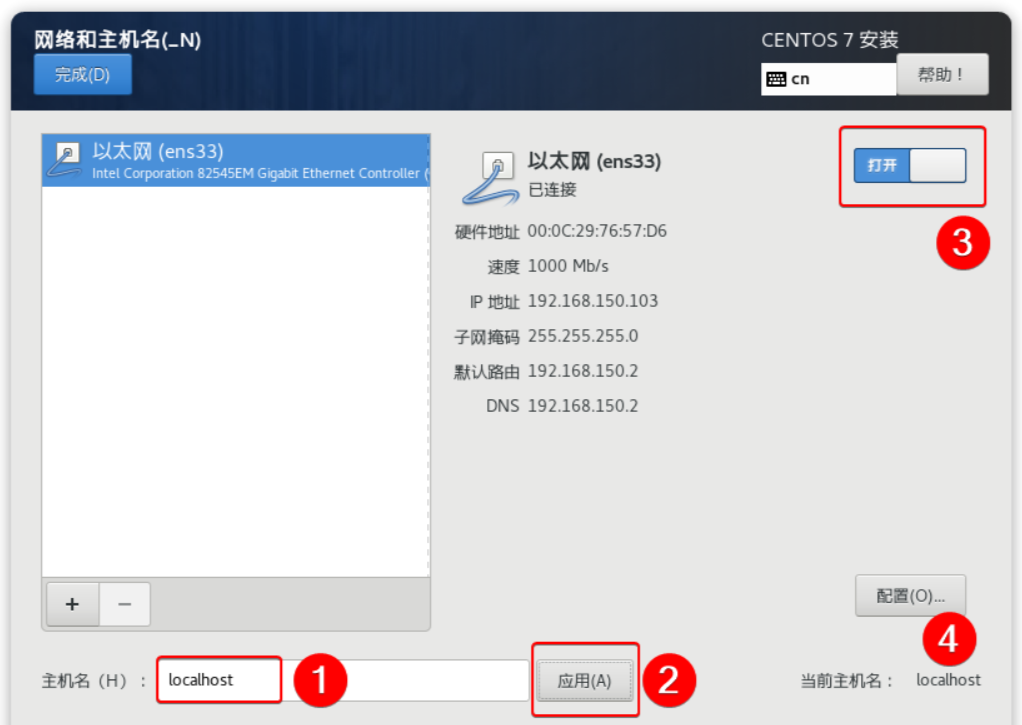 网络和主机名(_N)
CENTOS 7 安装
完成(D)
cn
帮助！
以太网 (ens33)
Intel Corporation 82545EM Gigabit Ethernet Controller (
以太网 (ens33)
已连接
打开
3
硬件地址 00:0C:29:76:57:D6
速度 1000 Mb/s
IP 地址 192.168.150.103
子网掩码 255.255.255.0
默认路由 192.168.150.2
DNS 192.168.150.2
+ −
配置(O)...
4
主机名（H）： localhost
1
应用(A)
2
当前主机名： localhost